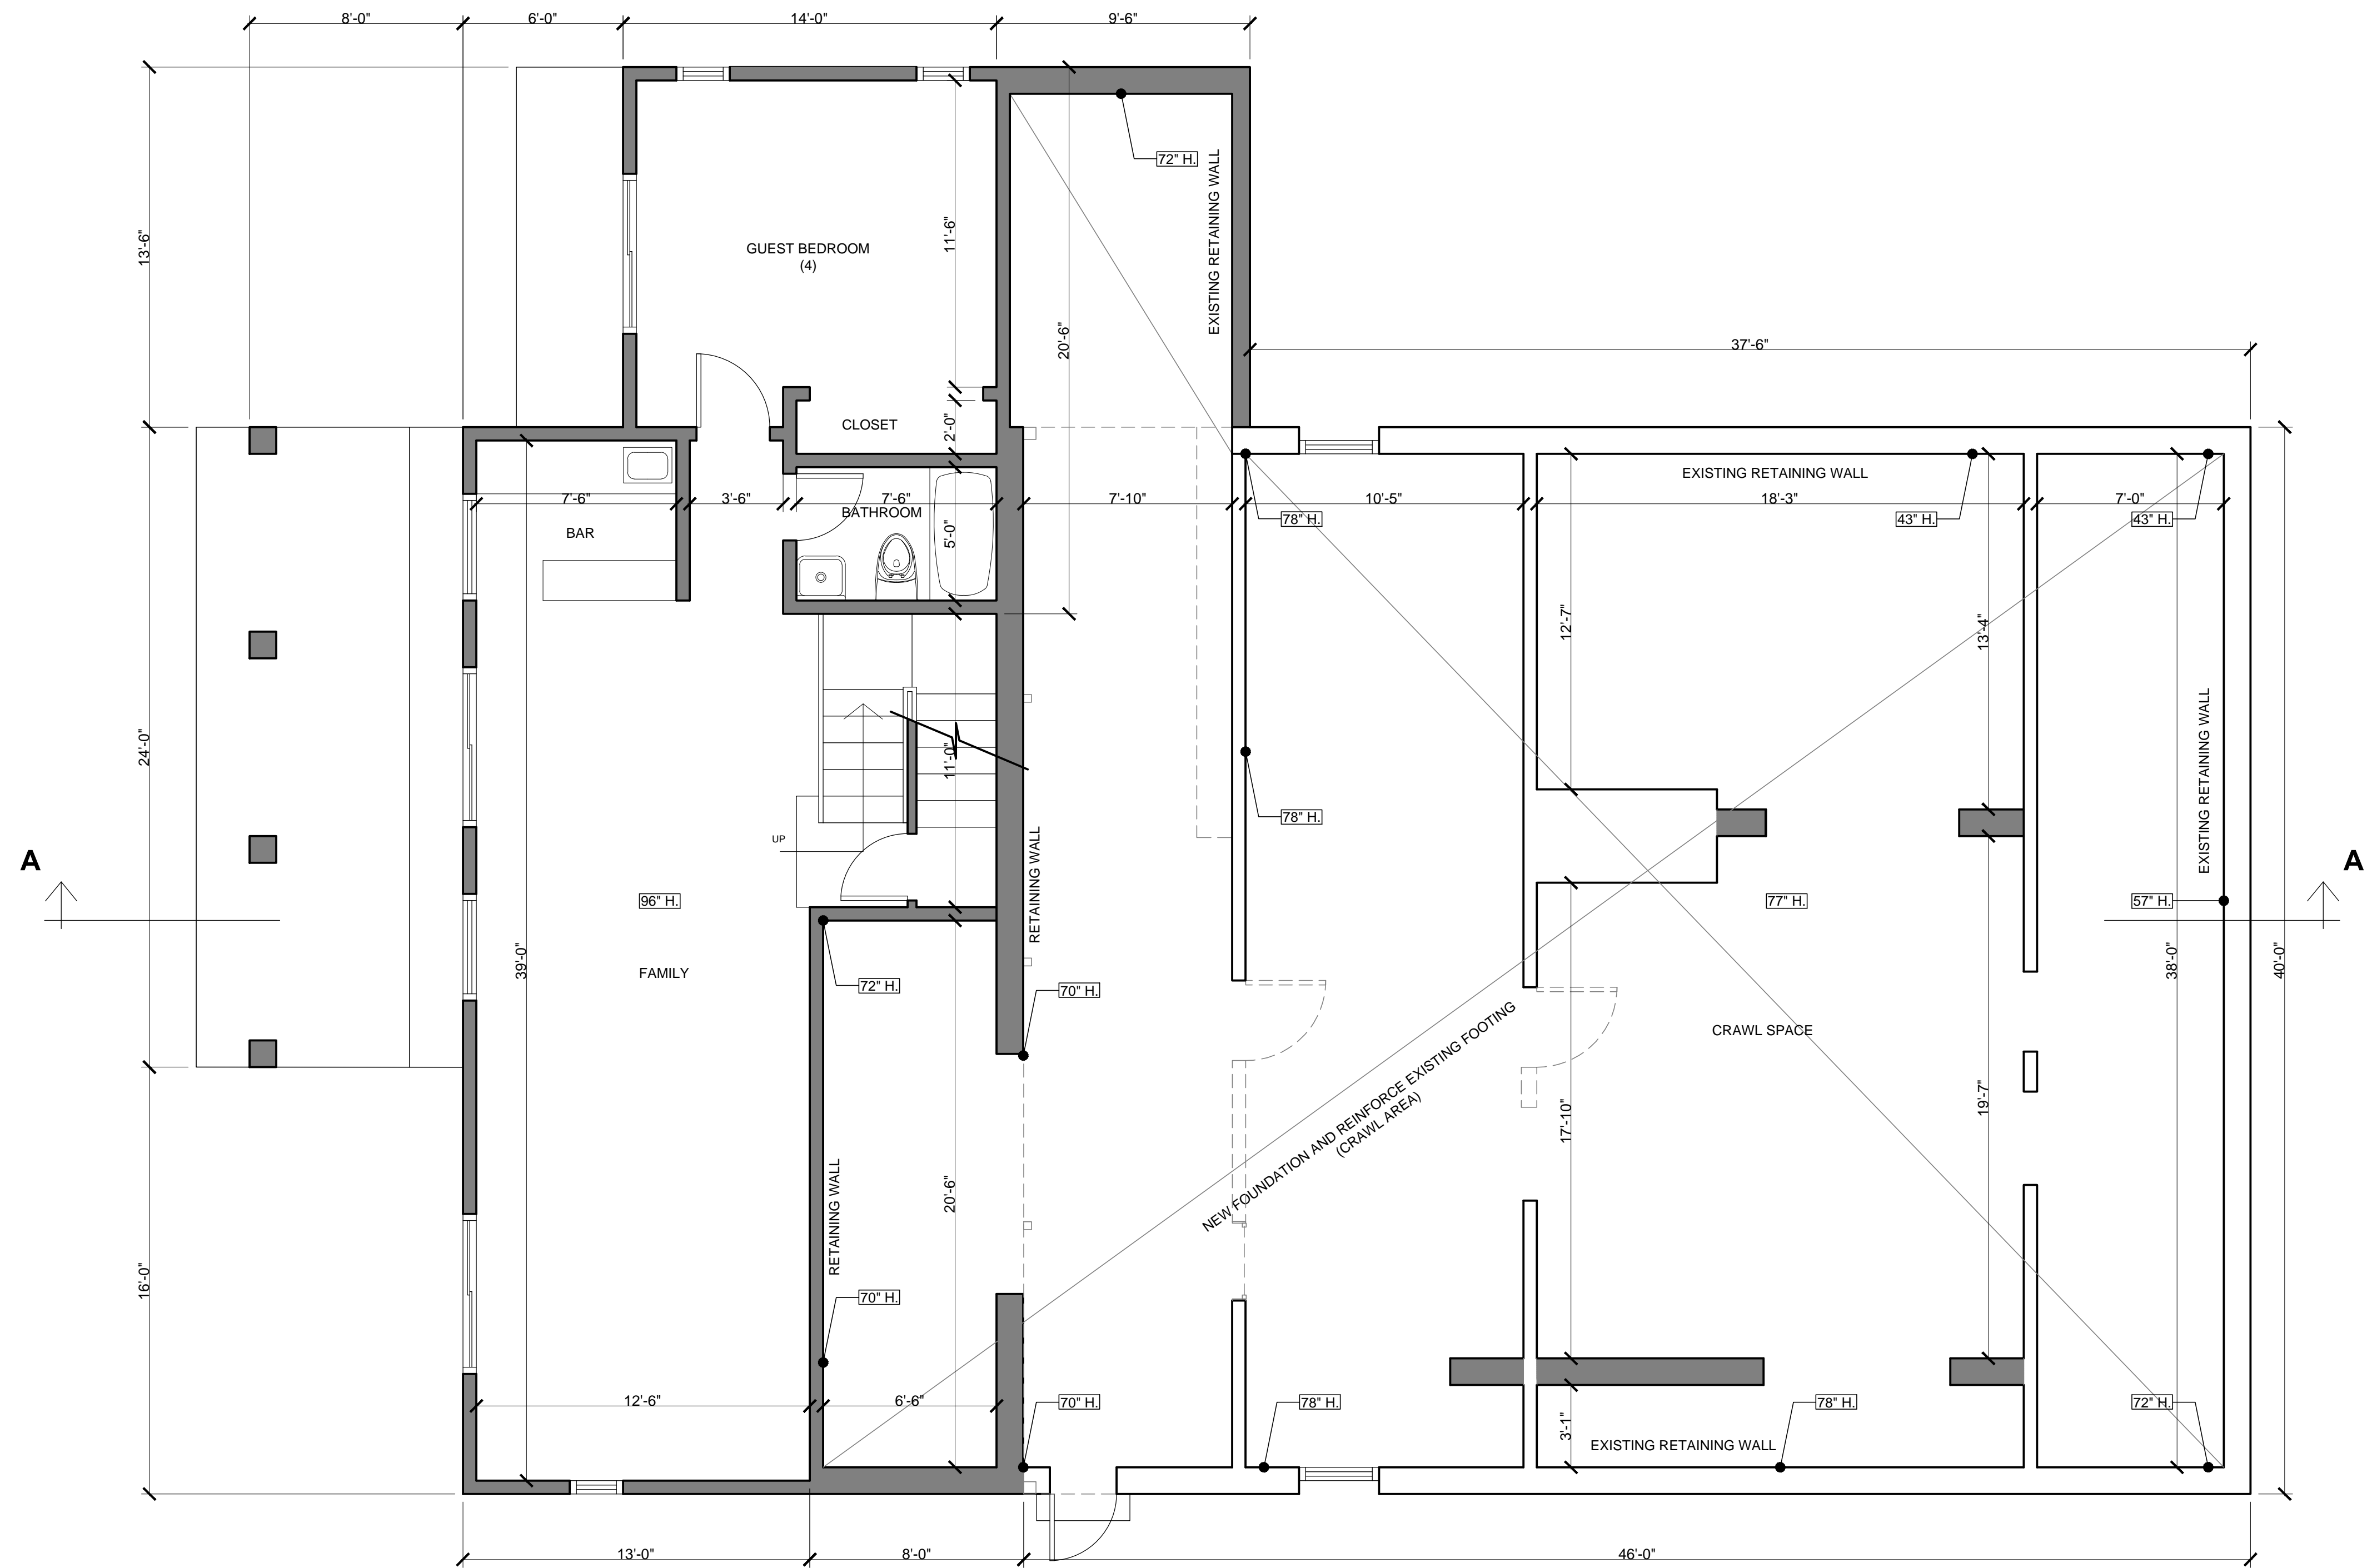 8'-0"
6'-0"
14'-0"
9'-6"
72" H.
EXISTING RETAINING WALL
13'-6"
GUEST BEDROOM
(4)
11'-6"
20'-6"
37'-6"
CLOSET
2'-0"
EXISTING RETAINING WALL
7'-6"
3'-6"
7'-6"
7'-10"
10'-5"
18'-3"
7'-0"
BAR
BATHROOM
5'-0"
78" H.
43" H.
43" H.
12'-7"
13'-4"
24'-0"
11'-0"
EXISTING RETAINING WALL
78" H.
UP
RETAINING WALL
A
A
96" H.
77" H.
57" H.
39'-0"
38'-0"
40'-0"
FAMILY
72" H.
70" H.
CRAWL SPACE
NEW FOUNDATION AND REINFORCE EXISTING FOOTING
(CRAWL AREA)
17'-10"
19'-7"
RETAINING WALL
20'-6"
16'-0"
70" H.
12'-6"
6'-6"
70" H.
78" H.
78" H.
72" H.
3'-1"
EXISTING RETAINING WALL
13'-0"
8'-0"
46'-0"